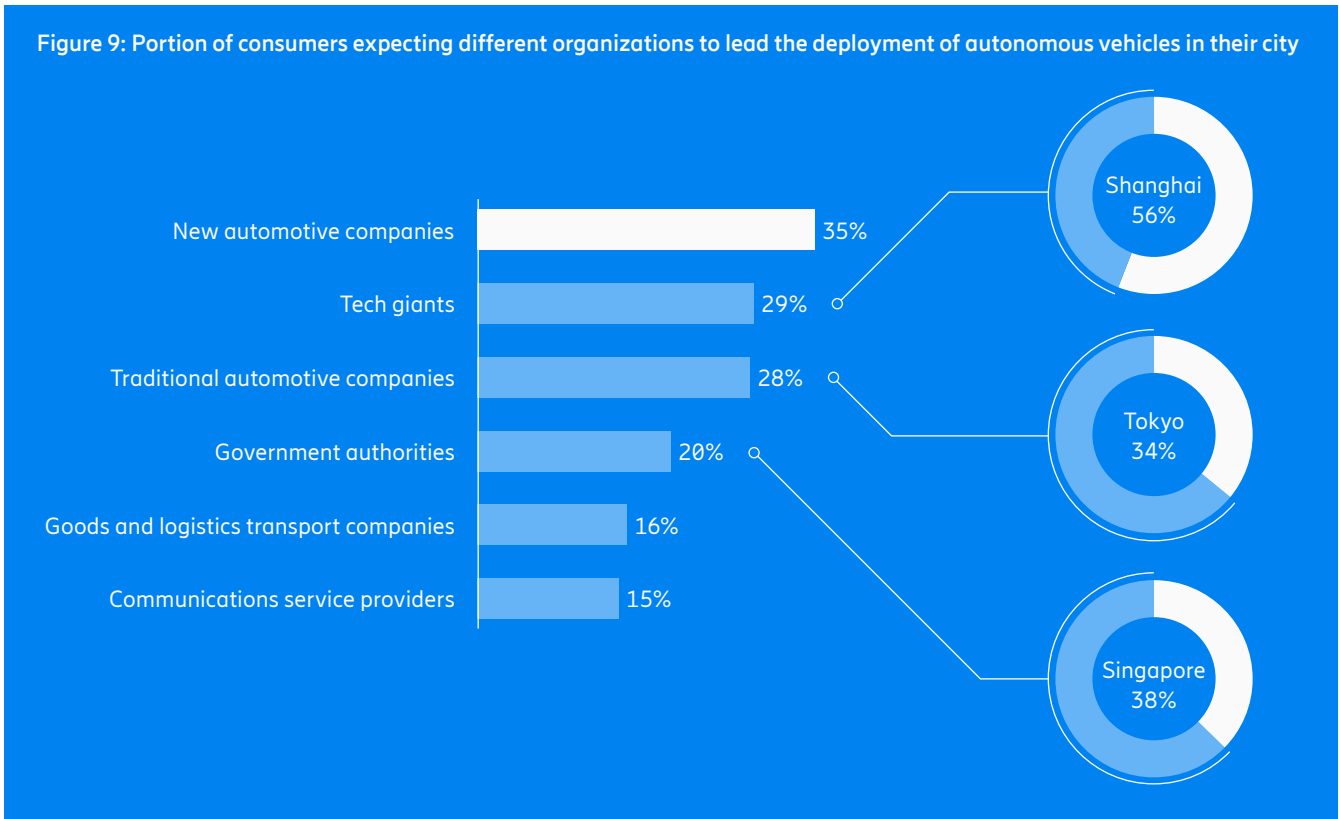 Figure 9: Portion of consumers expecting different organizations to lead the deployment of autonomous vehicles in their city
New automotive companies 35%
Tech giants 29%
Traditional automotive companies 28%
Government authorities 20%
Goods and logistics transport companies 16%
Communications service providers 15%
Shanghai
56%
Tokyo
34%
Singapore
38%